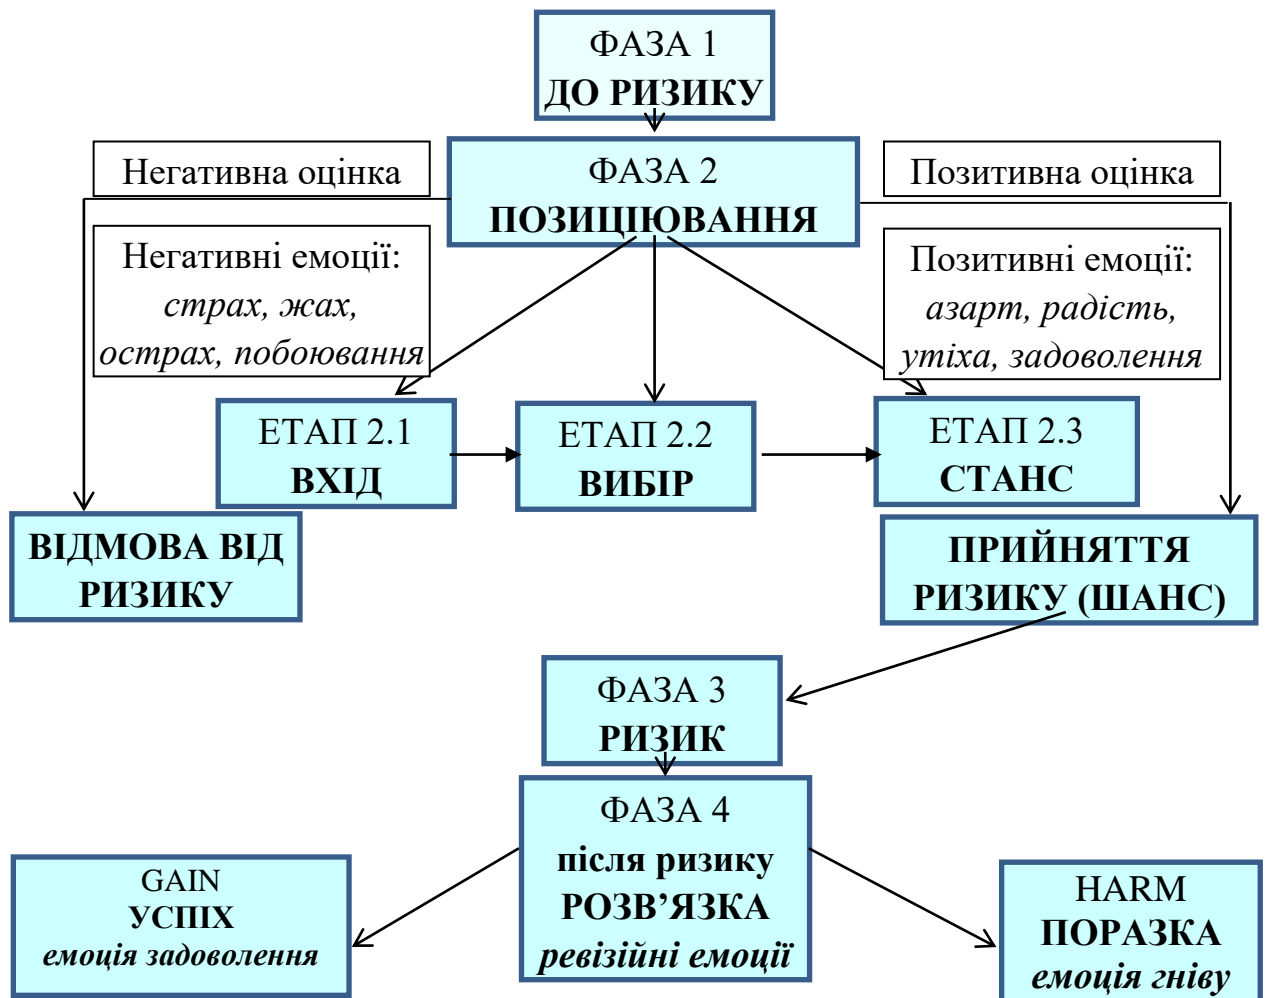 ФАЗА 1
ДО РИЗИКУ
Негативна оцінка
ФАЗА 2
ПОЗИЦІЮВАННЯ
Позитивна оцінка
Негативні емоції:
страх, жах,
острах, побоювання
Позитивні емоції:
азарт, радість,
утіха, задоволення
ЕТАП 2.1
ВХІД
ЕТАП 2.2
ВИБІР
ЕТАП 2.3
СТАНС
ВІДМОВА ВІД
РИЗИКУ
ПРИЙНЯТТЯ
РИЗИКУ (ШАНС)
ФАЗА 3
РИЗИК
ФАЗА 4
після ризику
РОЗВ’ЯЗКА
ревізійні емоції
GAIN
УСПІХ
емоція задоволення
HARM
ПОРАЗКА
емоція гніву